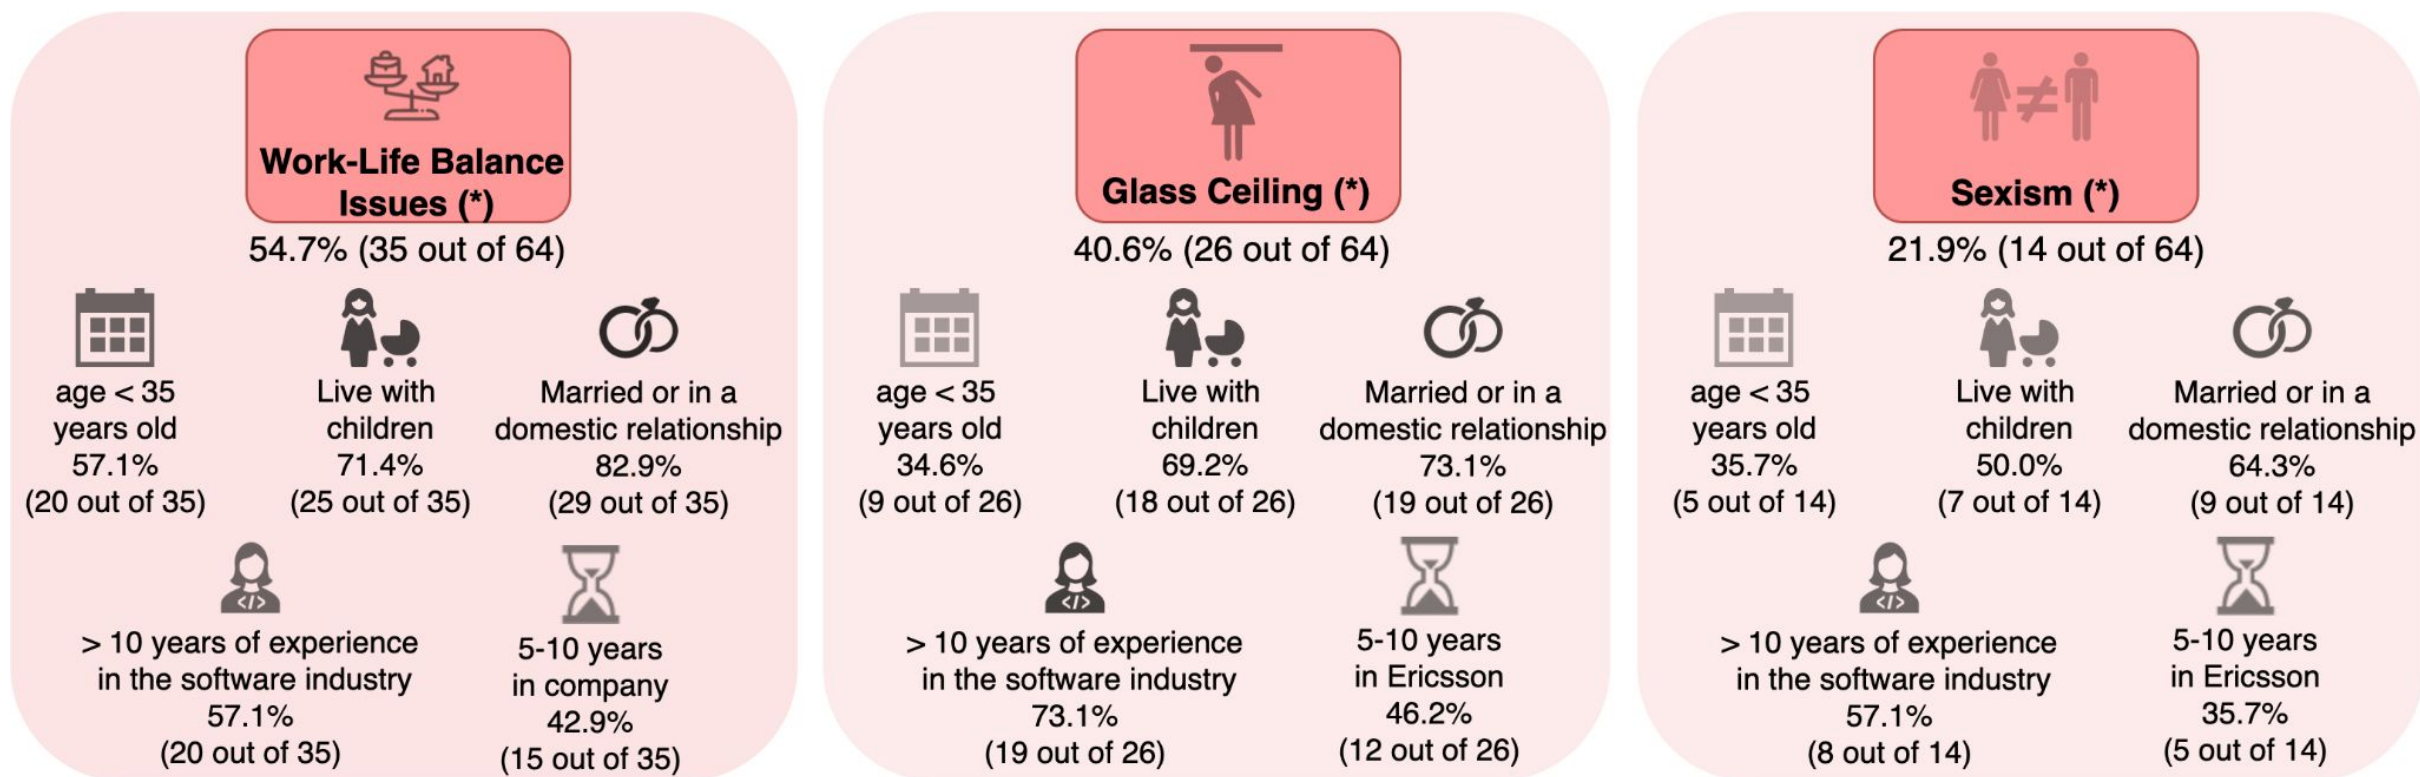 Work-Life Balance
Issues (*)
54.7% (35 out of 64)
age < 35
years old
57.1%
(20 out of 35)
Live with
children
71.4%
(25 out of 35)
Married or in a
domestic relationship
82.9%
(29 out of 35)
</>
> 10 years of experience
in the software industry
57.1%
(20 out of 35)
5-10 years
in company
42.9%
(15 out of 35)
Glass Ceiling (*)
40.6% (26 out of 64)
age < 35
years old
34.6%
(9 out of 26)
Live with
children
69.2%
(18 out of 26)
Married or in a
domestic relationship
73.1%
(19 out of 26)
</>
> 10 years of experience
in the software industry
73.1%
(19 out of 26)
5-10 years
in Ericsson
46.2%
(12 out of 26)
Sexism (*)
21.9% (14 out of 64)
age < 35
years old
35.7%
(5 out of 14)
Live with
children
50.0%
(7 out of 14)
Married or in a
domestic relationship
64.3%
(9 out of 14)
</>
> 10 years of experience
in the software industry
57.1%
(8 out of 14)
5-10 years
in Ericsson
35.7%
(5 out of 14)